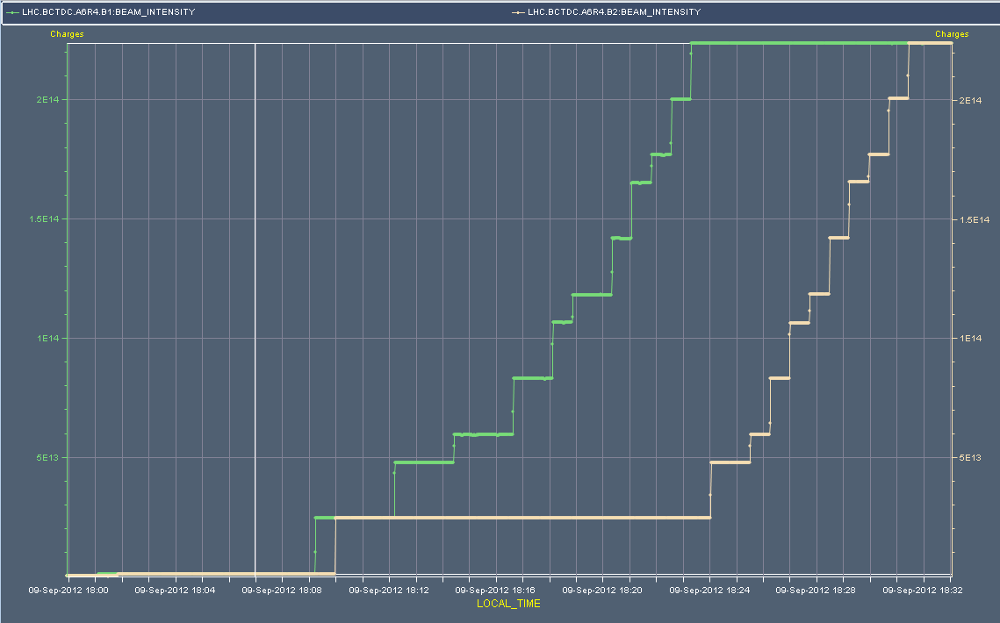 LHC.BCTDC.A6R4.B1:BEAM_INTENSITY LHC.BCTDC.A6R4.B2:BEAM_INTENSITY
Charges Charges
2E14 2E14
1.5E14 1.5E14
1E14 1E14
5E13 5E13
09-Sep-2012 18:00 09-Sep-2012 18:04 09-Sep-2012 18:08 09-Sep-2012 18:12 09-Sep-2012 18:16 09-Sep-2012 18:20 09-Sep-2012 18:24 09-Sep-2012 18:28 09-Sep-2012 18:32
LOCAL_TIME